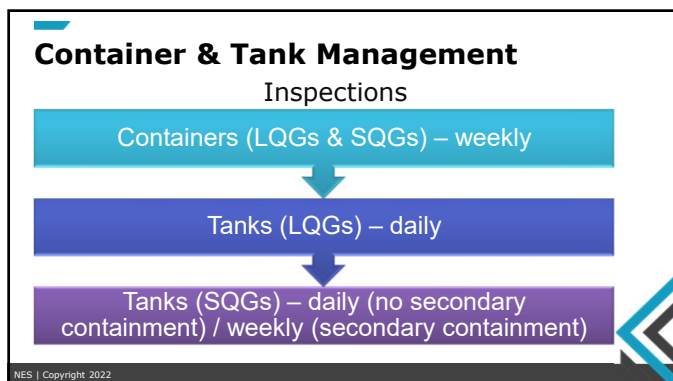 Container & Tank Management
Inspections
Containers (LQGs & SQGs) – weekly
Tanks (LQGs) – daily
Tanks (SQGs) – daily (no secondary
containment) / weekly (secondary containment)
NES | Copyright 2022